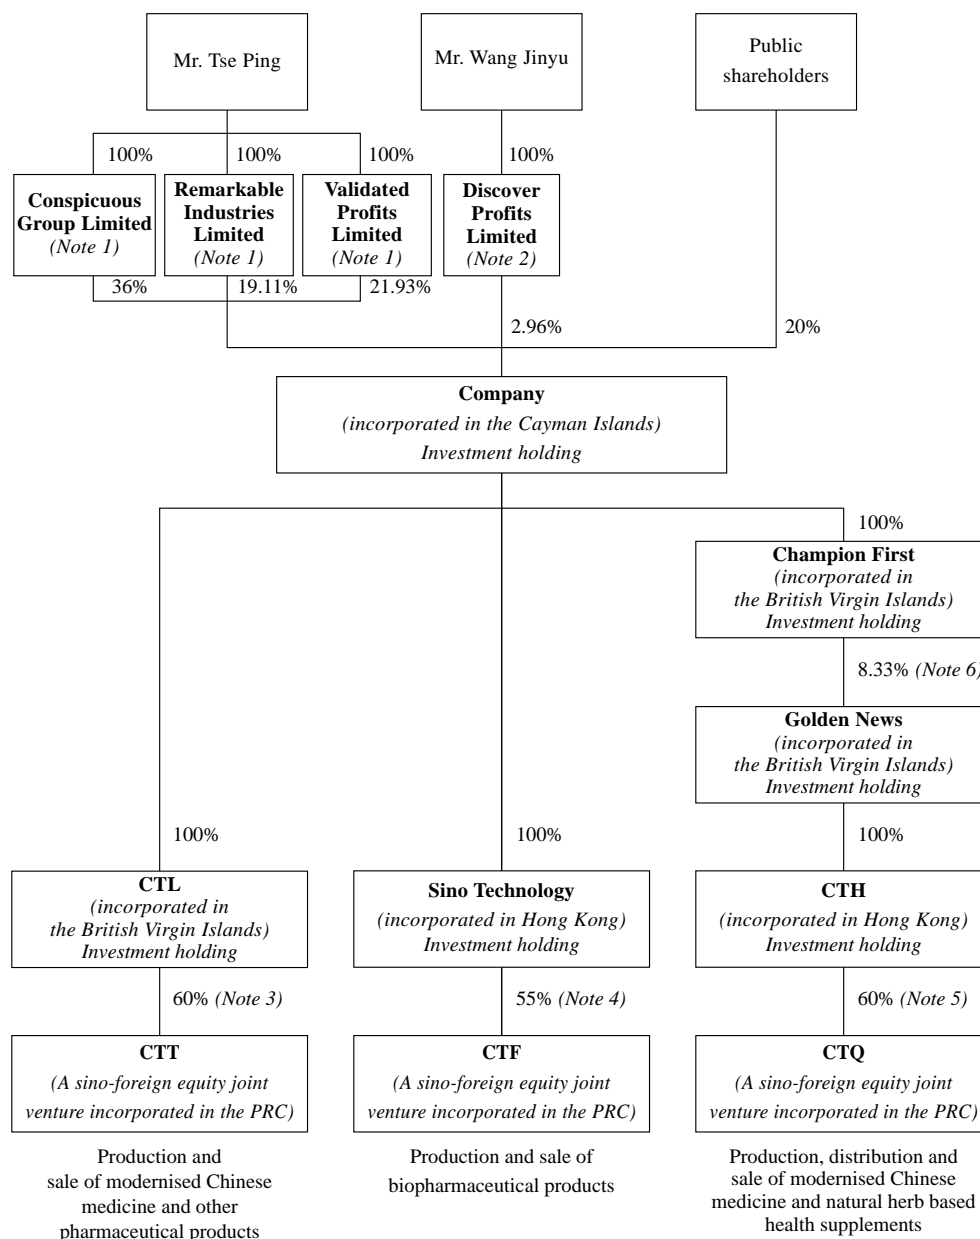 Mr. Tse Ping
Mr. Wang Jinyu
Public
shareholders
100%
100%
100%
100%
Conspicuous
Group Limited
(Note 1)
Remarkable
Industries
Limited
(Note 1)
Validated
Profits
Limited
(Note 1)
Discover
Profits
Limited
(Note 2)
36%
19.11%
21.93%
2.96%
20%
Company
(incorporated in the Cayman Islands)
Investment holding
100%
Champion First
(incorporated in
the British Virgin Islands)
Investment holding
8.33% (Note 6)
Golden News
(incorporated in
the British Virgin Islands)
Investment holding
100%
100%
100%
CTL
(incorporated in
the British Virgin Islands)
Investment holding
Sino Technology
(incorporated in Hong Kong)
Investment holding
CTH
(incorporated in Hong Kong)
Investment holding
60% (Note 3)
55% (Note 4)
60% (Note 5)
CTT
(A sino-foreign equity joint
venture incorporated in the PRC)
CTF
(A sino-foreign equity joint
venture incorporated in the PRC)
CTQ
(A sino-foreign equity joint
venture incorporated in the PRC)
Production and
sale of modernised Chinese
medicine and other
pharmaceutical products
Production and sale of
biopharmaceutical products
Production, distribution and
sale of modernised Chinese
medicine and natural herb based
health supplements